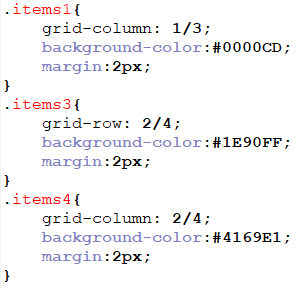 .items1{
    grid-column: 1/3;
    background-color:#0000CD;
    margin:2px;
}
.items3{
    grid-row: 2/4;
    background-color:#1E90FF;
    margin:2px;
}
.items4{
    grid-column: 2/4;
    background-color:#4169E1;
    margin:2px;
}